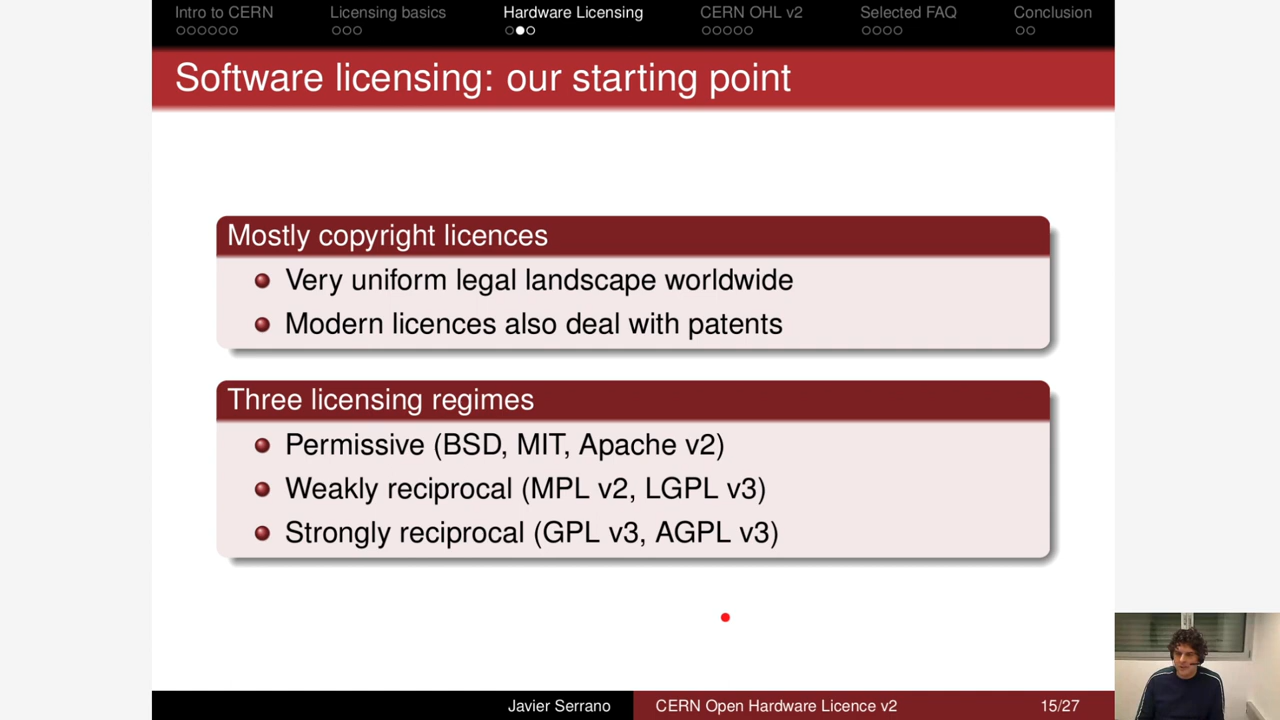 Intro to CERN Licensing basics Hardware Licensing CERN OHL v2 Selected FAQ Conclusion
Software licensing: our starting point
Mostly copyright licences
Very uniform legal landscape worldwide
Modern licences also deal with patents
Three licensing regimes
Permissive (BSD, MIT, Apache v2)
Weakly reciprocal (MPL v2, LGPL v3)
Strongly reciprocal (GPL v3, AGPL v3)
Javier Serrano CERN Open Hardware Licence v2 15/27